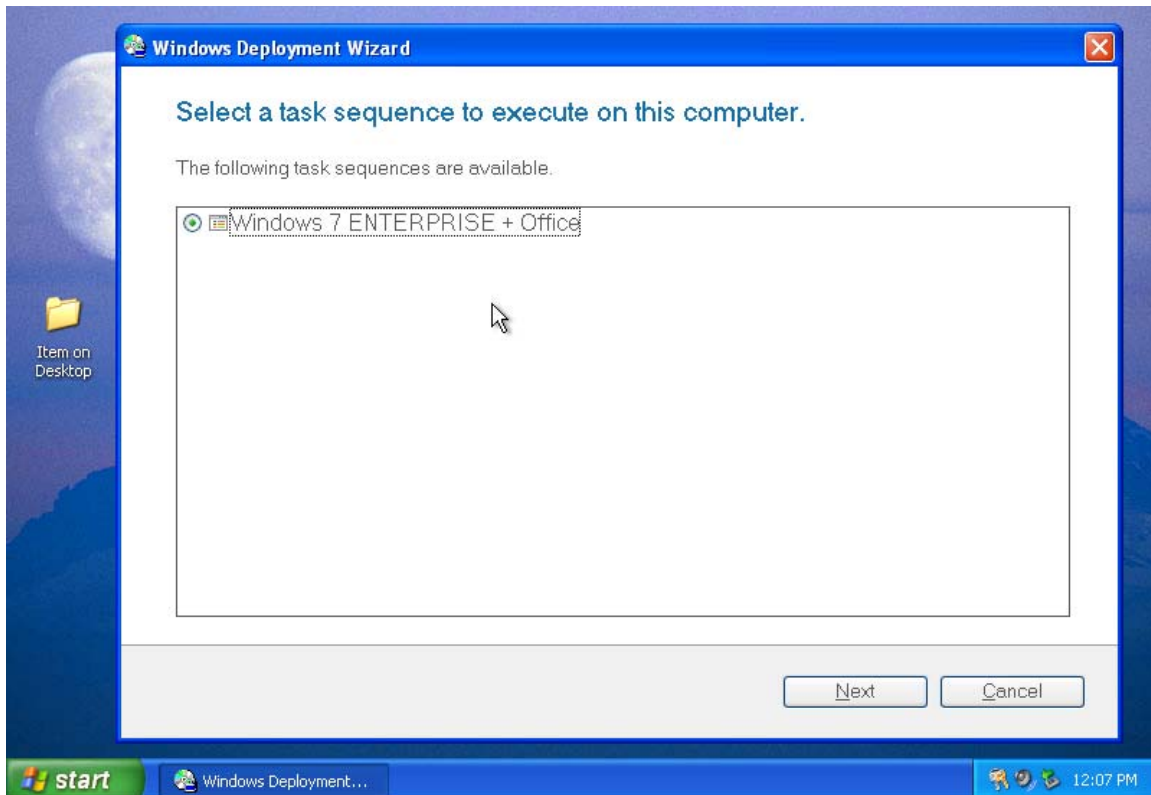 Windows Deployment Wizard
Select a task sequence to execute on this computer.
The following task sequences are available.
Windows 7 ENTERPRISE + Office
Item on
Desktop
Next
Cancel
start
Windows Deployment...
12:07 PM